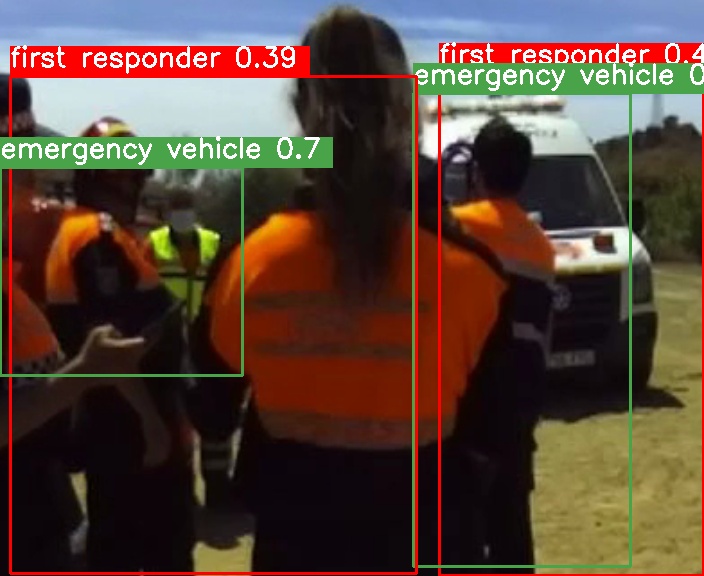 first responder 0.39
first responder 0.4
emergency vehicle 0
emergency vehicle 0.7